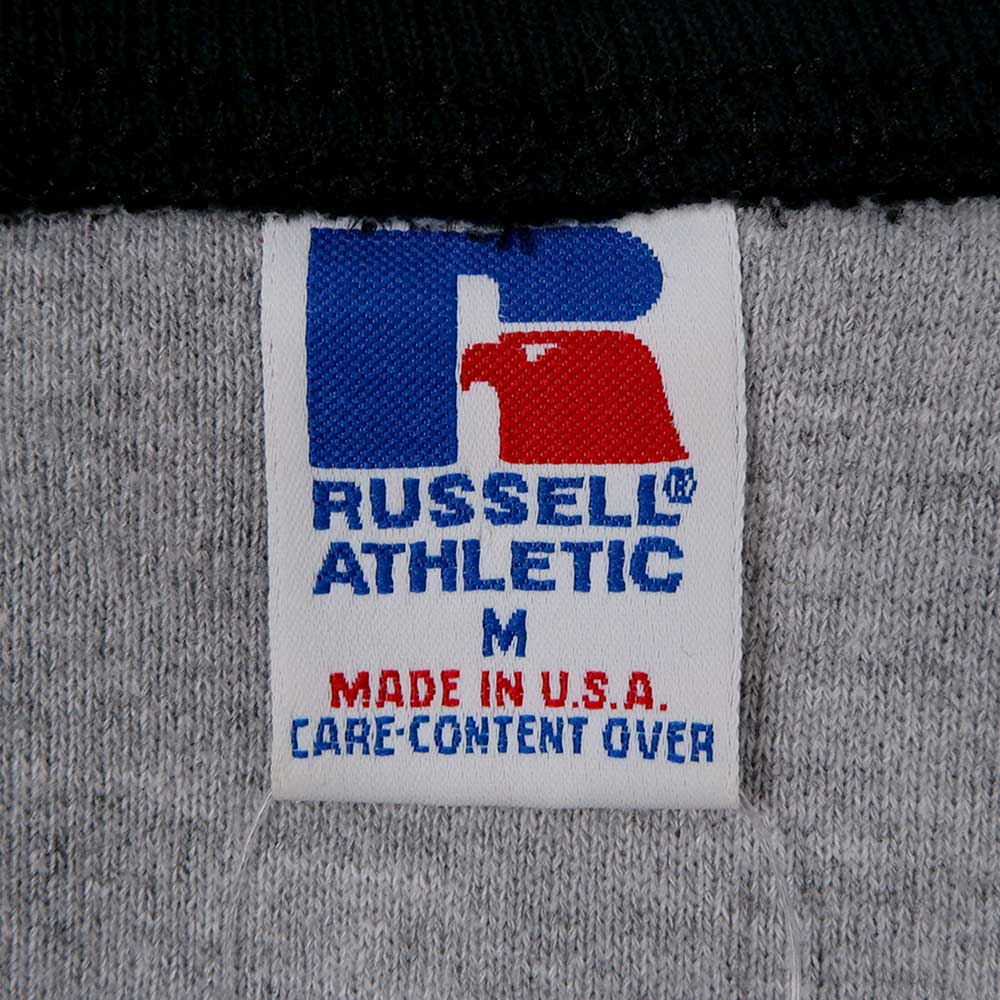 R
RUSSELL®
ATHLETIC
M
MADE IN U.S.A.
CARE-CONTENT OVER